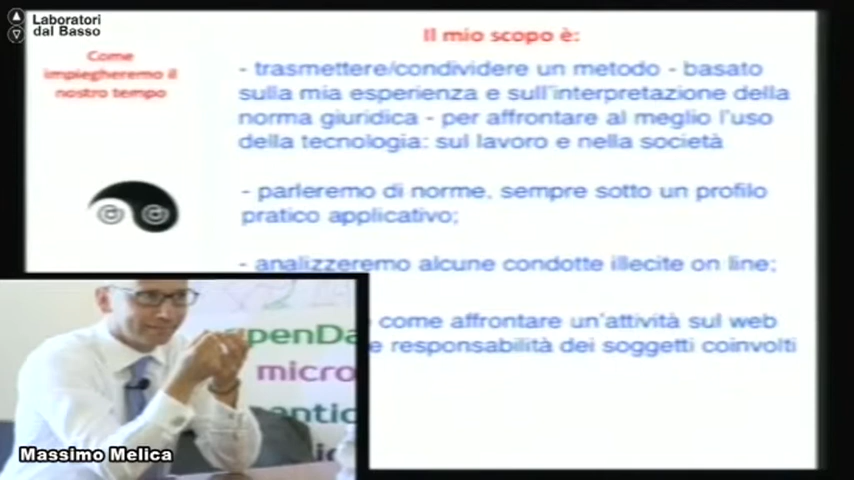 Laboratori
dal Basso
Come
impiegheremo il
nostro tempo
Il mio scopo è:
- trasmettere/condividere un metodo - basato
sulla mia esperienza e sull'interpretazione della
norma giuridica - per affrontare al meglio l'uso
della tecnologia: sul lavoro e nella società
- parleremo di norme, sempre sotto un profilo
pratico applicativo;
- analizzeremo alcune condotte illecite on line;
come affrontare un'attività sul web
e responsabilità dei soggetti coinvolti
penDa
micro
antic
Massimo Melica